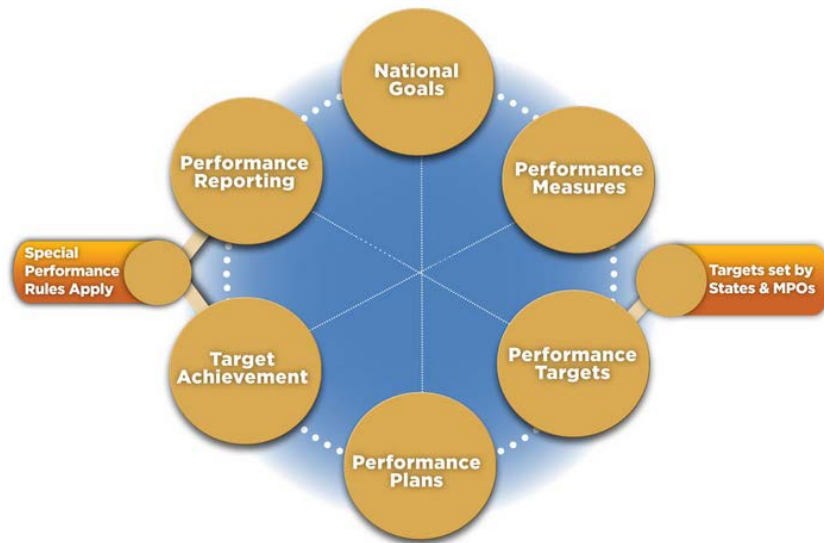 National
Goals
Performance
Measures
Targets set by
States & MPOs
Performance
Targets
Performance
Plans
Target
Achievement
Special
Performance
Rules Apply
Performance
Reporting